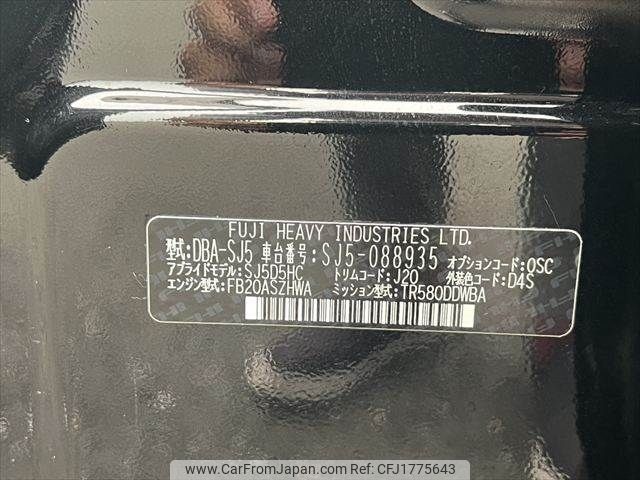 FUJI HEAVY INDUSTRIES LTD.
型式:DBA-SJ5 車台番号:SJ5-088935 オプションコード:OSC
アプライドモデル:SJ5D5HC トリムコード:J20 外装色コード:D4S
エンジン型式:FB20ASZHWA ミッション型式:TR580DDWBA
www.CarFromJapan.com - CFJ1775643